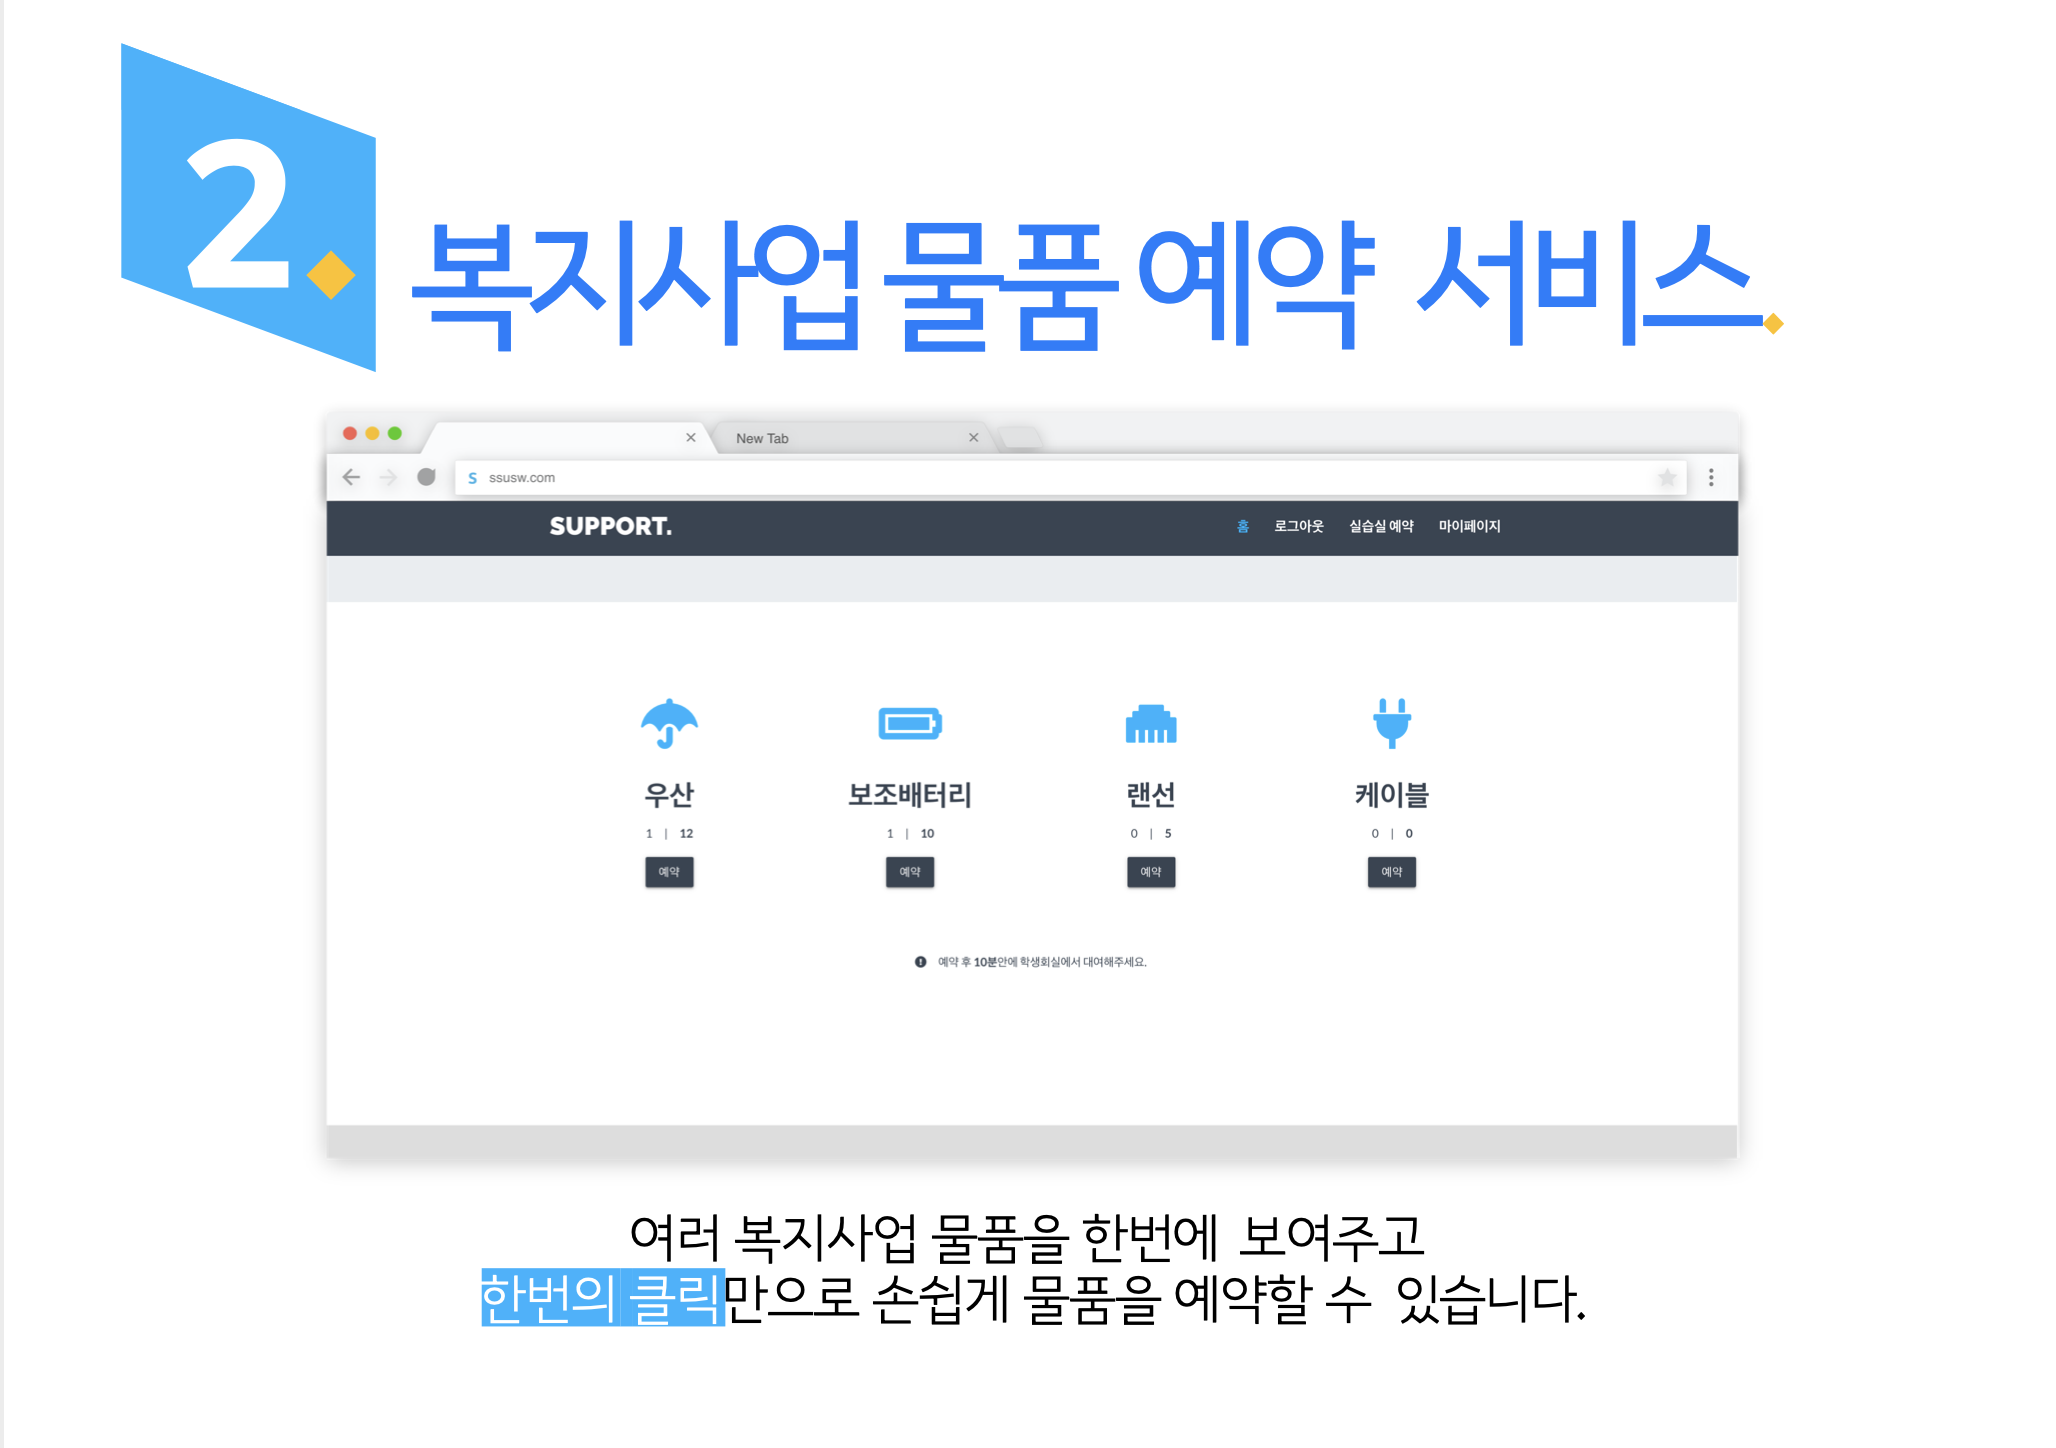 2.
복지사업 물품 예약 서비스.
New Tab
S ssusw.com
SUPPORT.
홈 로그아웃 실습실 예약 마이페이지
우산 보조배터리 랜선 케이블
1 | 12 1 | 10 0 | 5 0 | 0
예약 예약 예약 예약
예약 후 10분안에 학생회실에서 대여해주세요.
여러 복지사업 물품을 한번에 보여주고
한번의 클릭만으로 손쉽게 물품을 예약할 수 있습니다.